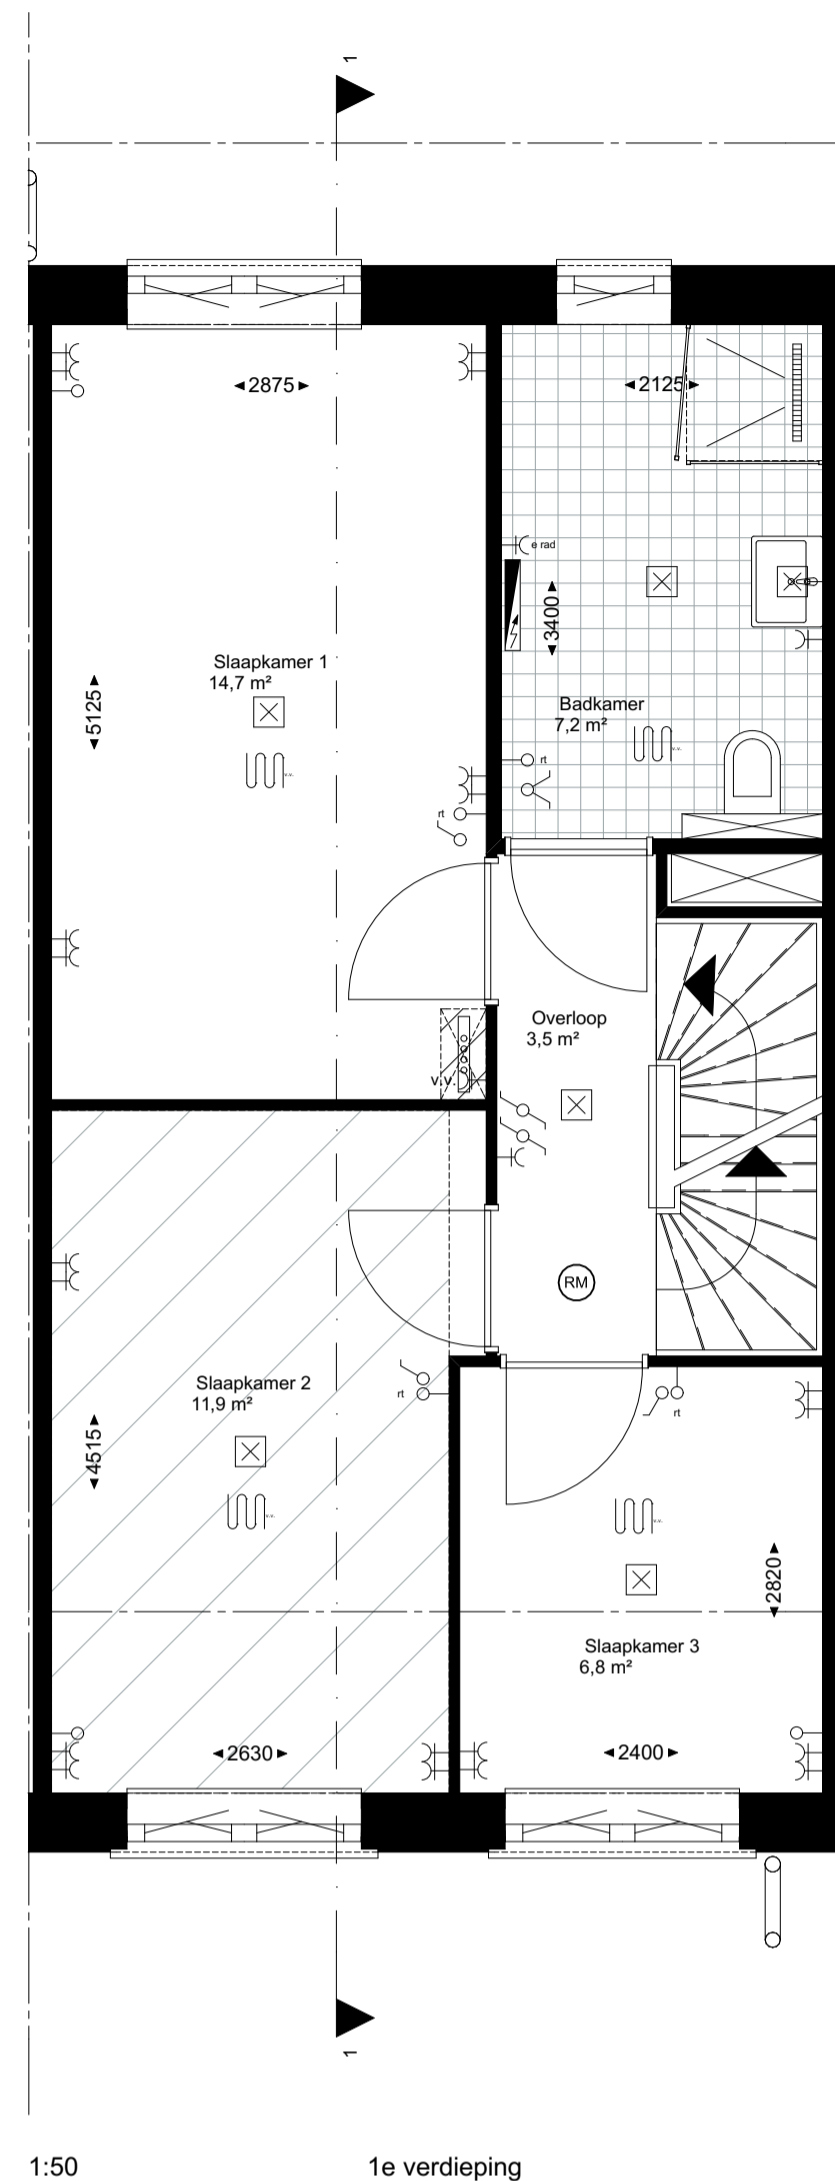 1
2875
2125
e rad
3400
Slaapkamer 1
14,7 m²
5125
v.v.
Badkamer
7,2 m²
v.v.
rt
rt
Overloop
3,5 m²
v.v.
RM
Slaapkamer 2
11,9 m²
rt
rt
4515
v.v.
v.v.
2820
Slaapkamer 3
6,8 m²
2630
2400
1
1:50
1e verdieping